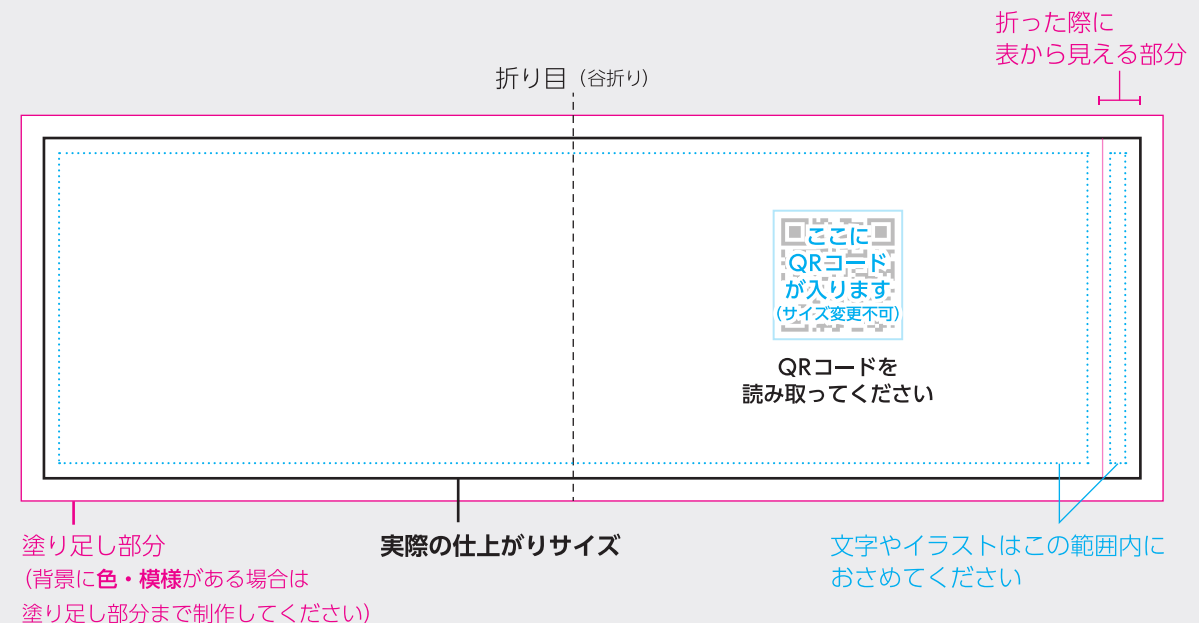 折った際に
表から見える部分
折り目（谷折り）
ここに
QRコード
が入ります
（サイズ変更不可）
QRコードを
読み取ってください
塗り足し部分
（背景に色・模様がある場合は
塗り足し部分まで制作してください）
実際の仕上がりサイズ
文字やイラストはこの範囲内に
おさめてください